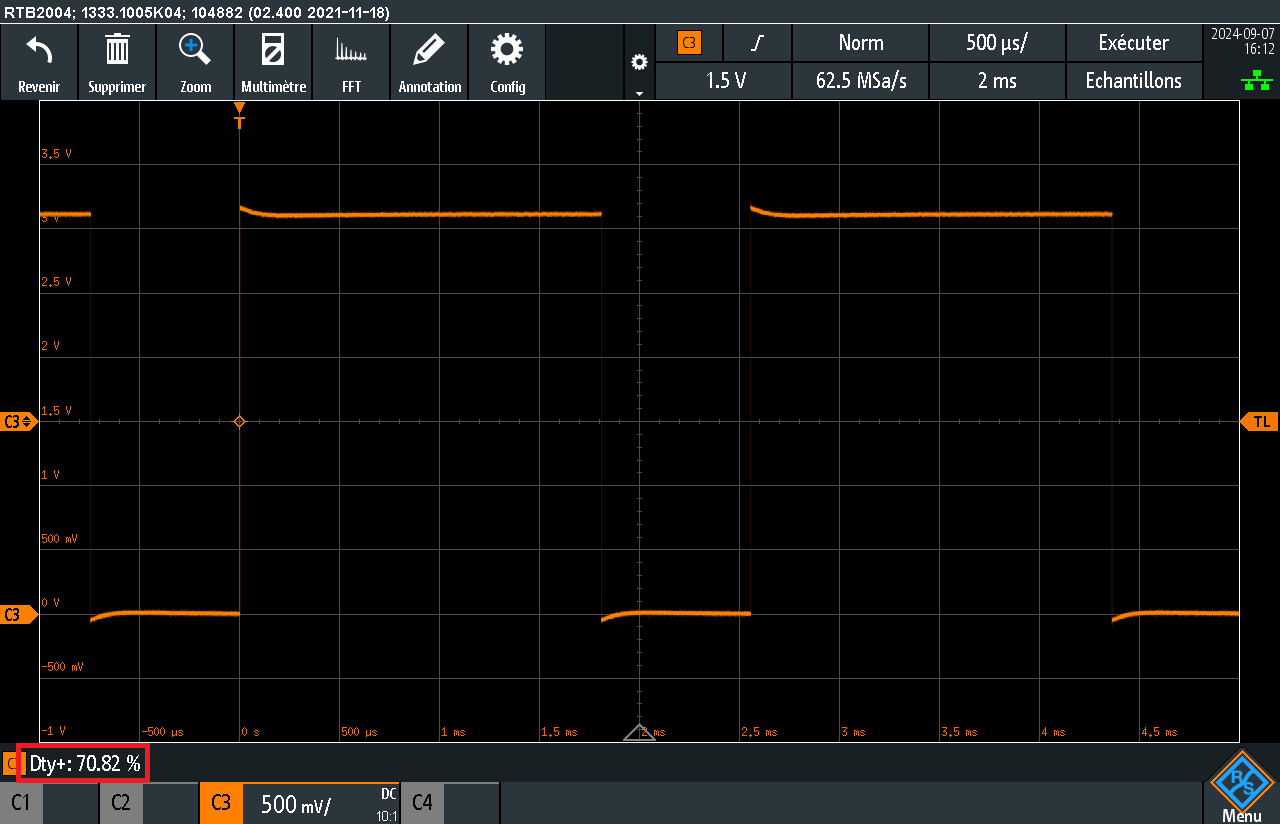 RTB2004; 1333.1005K04; 104882 (02.400 2021-11-18)
Revenir
Supprimer
Zoom
Multimètre
FFT
Annotation
Config
C3
Norm
500 µs/
Exécuter
1.5 V
62.5 MSa/s
2 ms
Echantillons
2024-09-07
16:12
T
3.5 V
3 V
2.5 V
2 V
C3
1.5 V
TL
1 V
500 mV
C3
0 V
-500 mV
-1 V
-500 µs
0 s
500 µs
1 ms
1.5 ms
2 ms
2.5 ms
3 ms
3.5 ms
4 ms
4.5 ms
Dty+: 70.82 %
C1
C2
C3
500 mV/
DC
10:1
C4
R S
Menu